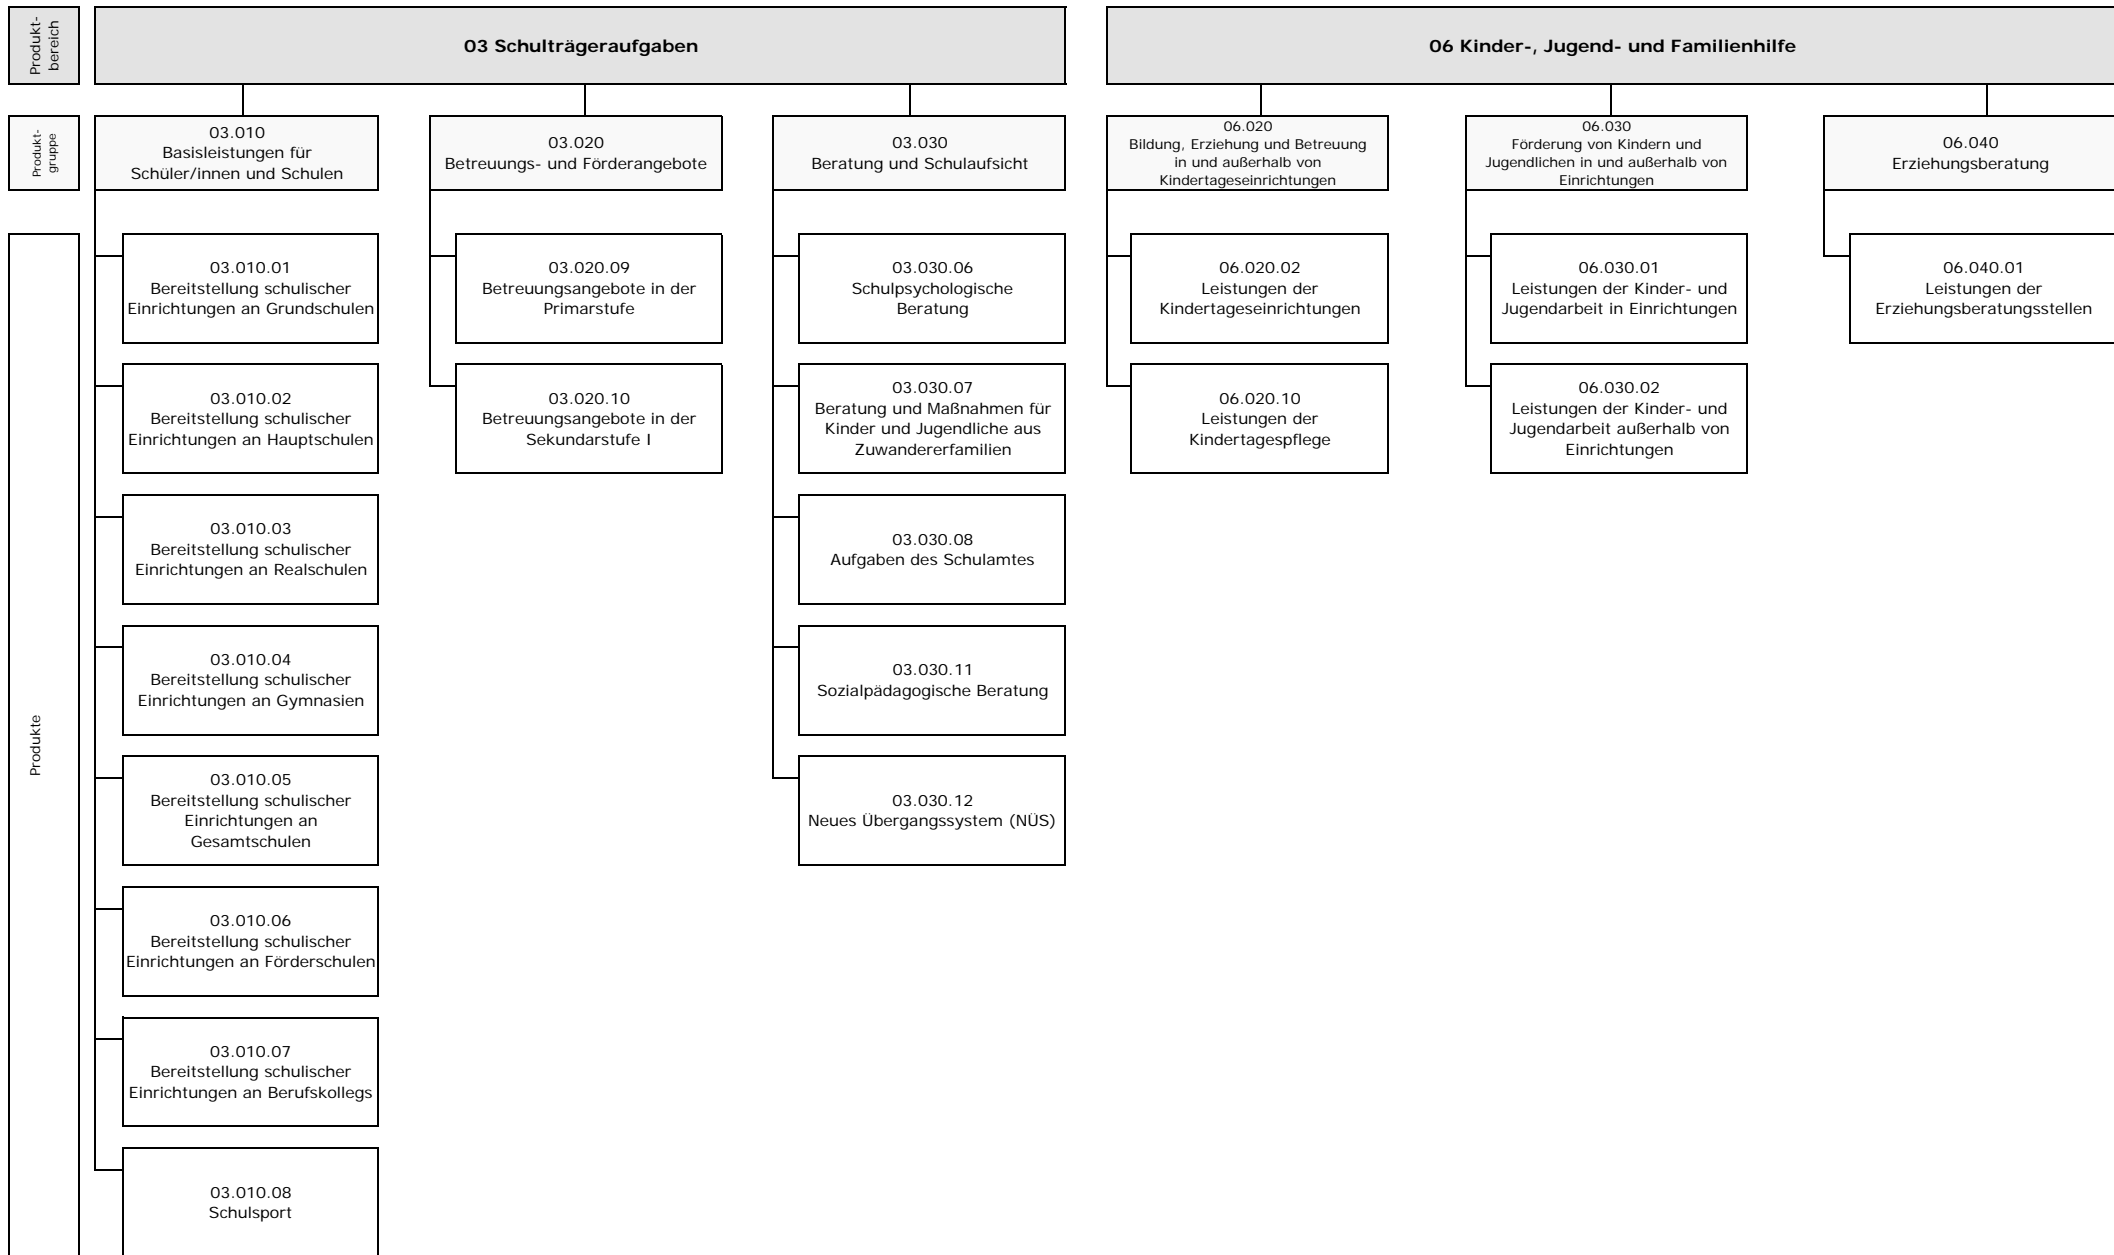 Produkt-
bereich
03 Schulträgeraufgaben
06 Kinder-, Jugend- und Familienhilfe
Produkt-
gruppe
03.010
Basisleistungen für
Schüler/innen und Schulen
03.020
Betreuungs- und Förderangebote
03.030
Beratung und Schulaufsicht
06.020
Bildung, Erziehung und Betreuung
in und außerhalb von
Kindertageseinrichtungen
06.030
Förderung von Kindern und
Jugendlichen in und außerhalb von
Einrichtungen
06.040
Erziehungsberatung
Produkte
03.010.01
Bereitstellung schulischer
Einrichtungen an Grundschulen
03.010.02
Bereitstellung schulischer
Einrichtungen an Hauptschulen
03.010.03
Bereitstellung schulischer
Einrichtungen an Realschulen
03.010.04
Bereitstellung schulischer
Einrichtungen an Gymnasien
03.010.05
Bereitstellung schulischer
Einrichtungen an
Gesamtschulen
03.010.06
Bereitstellung schulischer
Einrichtungen an Förderschulen
03.010.07
Bereitstellung schulischer
Einrichtungen an Berufskollegs
03.010.08
Schulsport
03.020.09
Betreuungsangebote in der
Primarstufe
03.020.10
Betreuungsangebote in der
Sekundarstufe I
03.030.06
Schulpsychologische
Beratung
03.030.07
Beratung und Maßnahmen für
Kinder und Jugendliche aus
Zuwandererfamilien
03.030.08
Aufgaben des Schulamtes
03.030.11
Sozialpädagogische Beratung
03.030.12
Neues Übergangssystem (NÜS)
06.020.02
Leistungen der
Kindertageseinrichtungen
06.020.10
Leistungen der
Kindertagespflege
06.030.01
Leistungen der Kinder- und
Jugendarbeit in Einrichtungen
06.030.02
Leistungen der Kinder- und
Jugendarbeit außerhalb von
Einrichtungen
06.040.01
Leistungen der
Erziehungsberatungsstellen